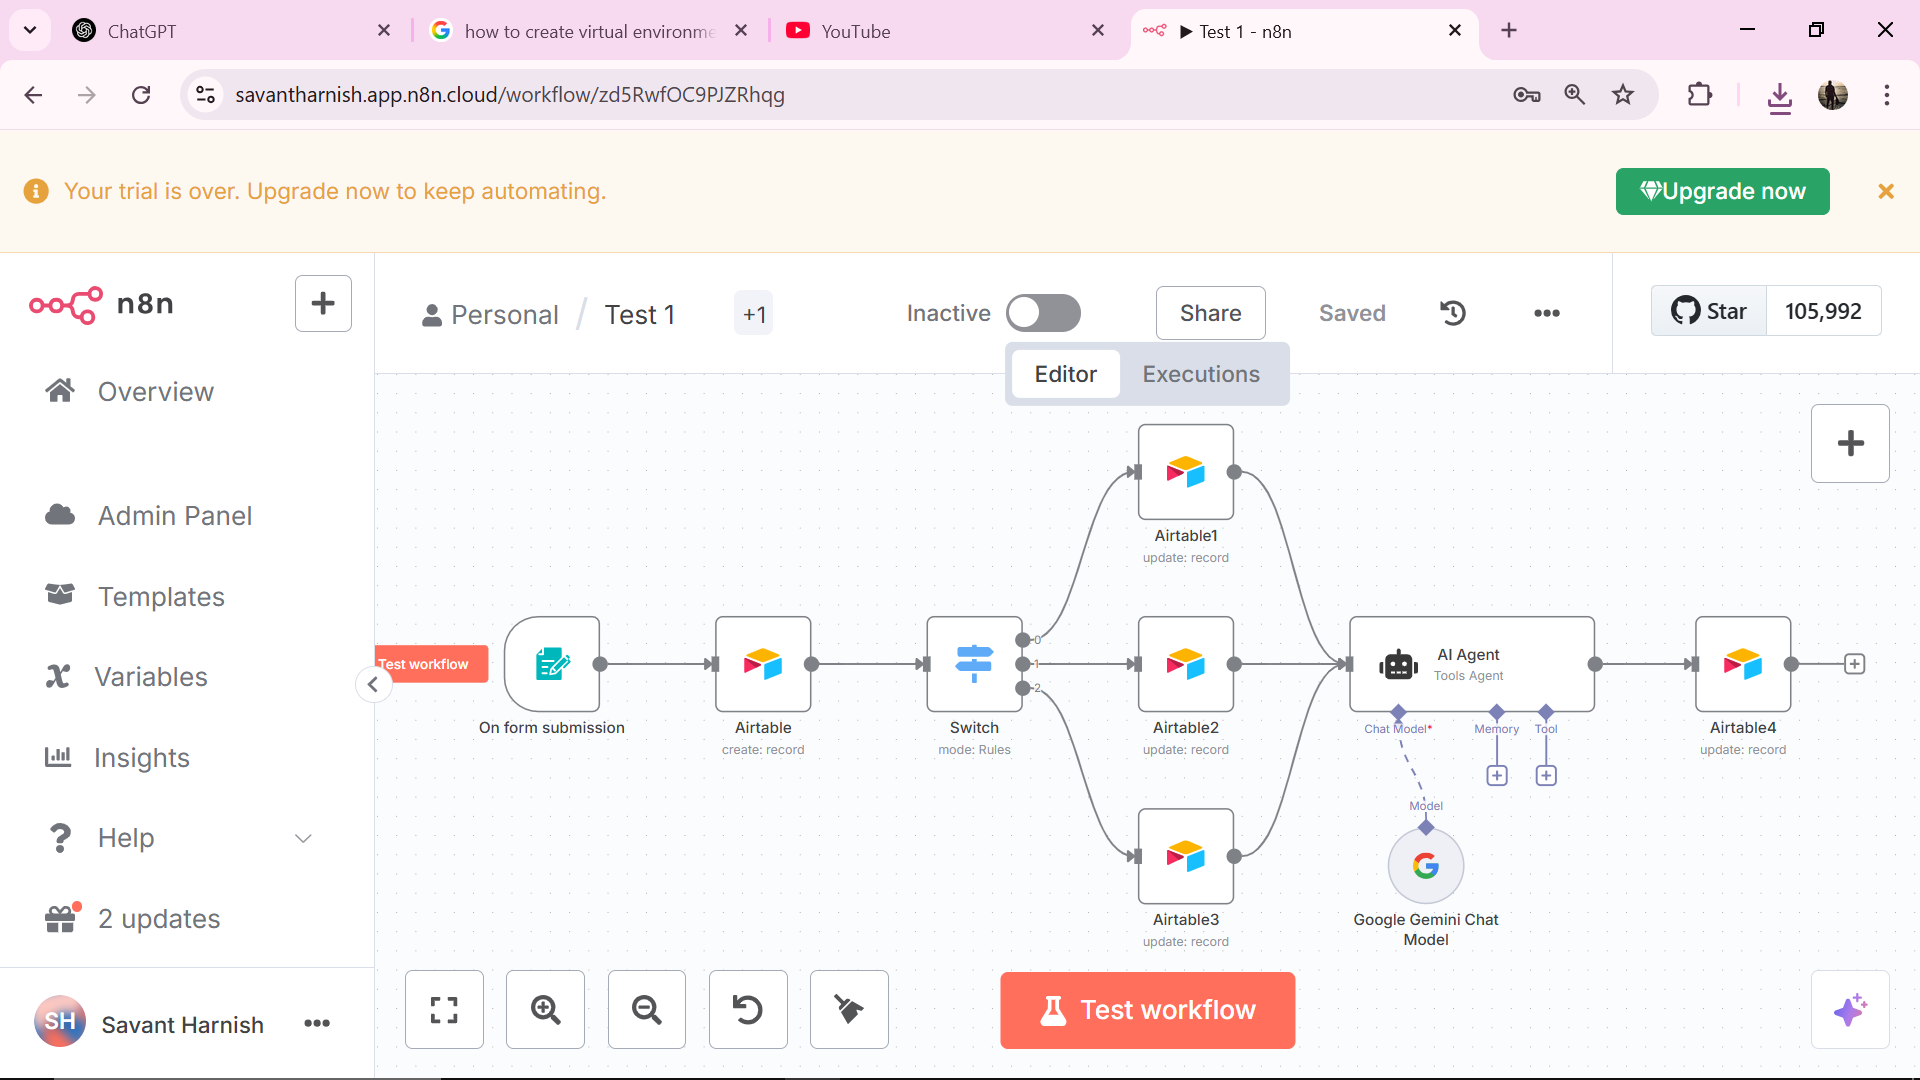 ChatGPT
how to create virtual environme
YouTube
▶ Test 1 - n8n
savantharnish.app.n8n.cloud/workflow/zd5RwfOC9PJZRhqg
Your trial is over. Upgrade now to keep automating.
Upgrade now
n8n
Personal / Test 1
+1
Inactive
Share
Saved
Star
105,992
Editor
Executions
Overview
Admin Panel
Templates
Variables
Insights
Help
2 updates
SH
Savant Harnish
Test workflow
On form submission
Airtable
create: record
Switch
mode: Rules
0
1
2
Airtable1
update: record
Airtable2
update: record
Airtable3
update: record
AI Agent
Tools Agent
Chat Model*
Memory
Tool
Model
Google Gemini Chat
Model
Airtable4
update: record
Test workflow